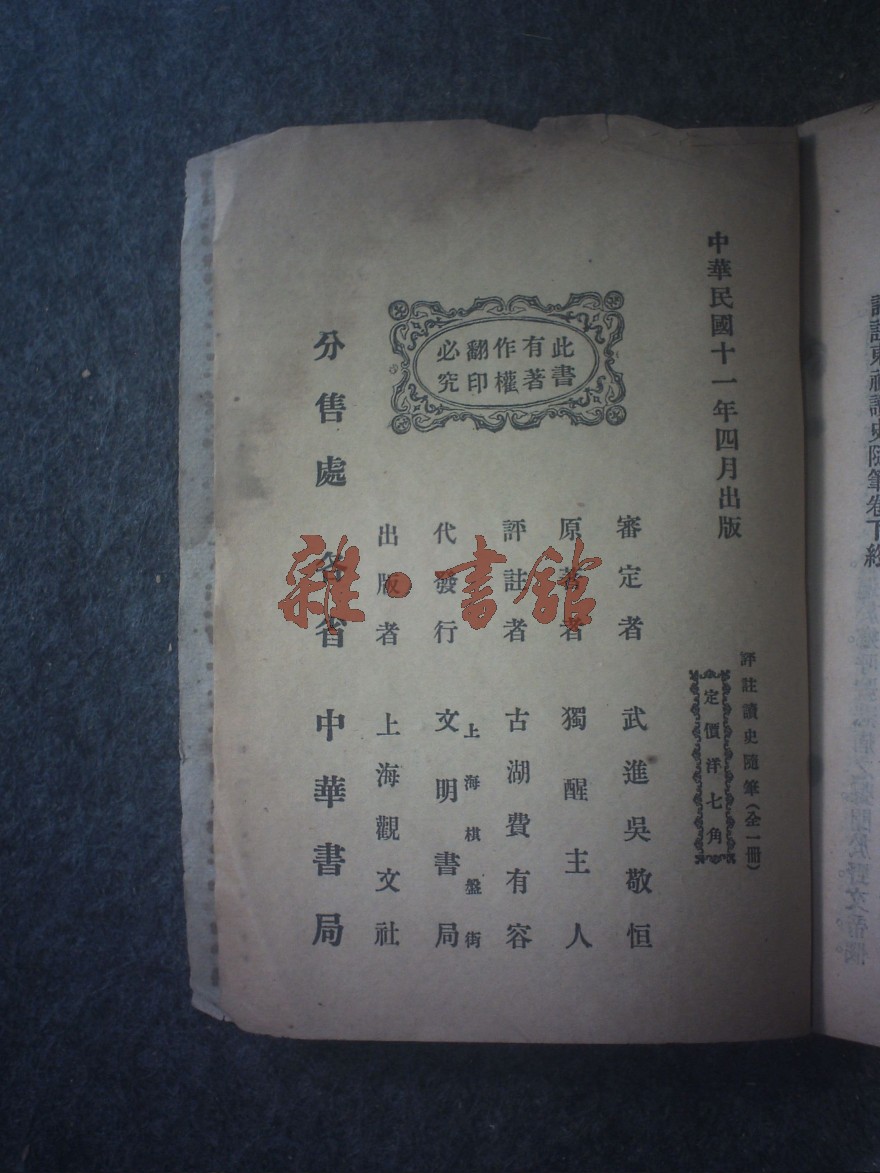 中華民國十一年四月出版
評註讀史隨筆（全一冊）
定價洋七角
此書
有著
作權
翻印
必究
審定者 武進吳敬恒
原著者 獨醒主人
評註者 古湖費有容
上海棋盤街
代發行 文明書局
出版者 上海觀文社
分售處 各省中華書局
雜·書館